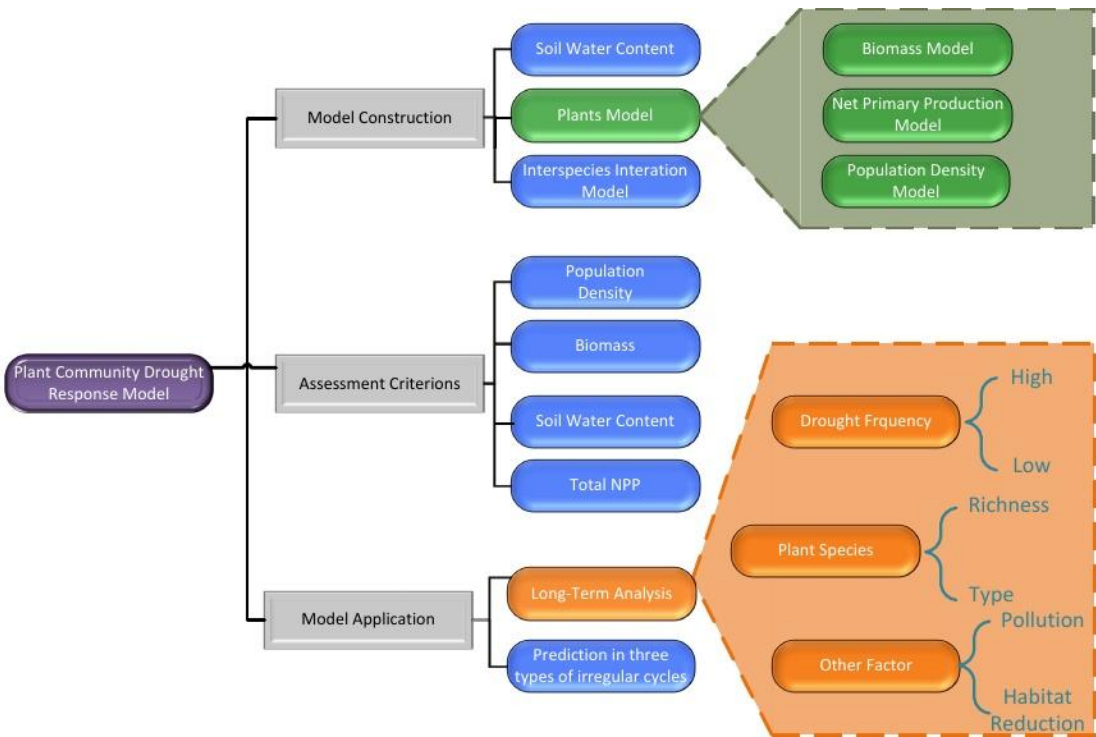 Plant Community Drought
Response Model
Model Construction
Soil Water Content
Plants Model
Interspecies Interation
Model
Biomass Model
Net Primary Production
Model
Population Density
Model
Assessment Criterions
Population
Density
Biomass
Soil Water Content
Total NPP
Model Application
Long-Term Analysis
Prediction in three
types of irregular cycles
Drought Frquency
High
Low
Plant Species
Richness
Type
Other Factor
Pollution
Habitat
Reduction